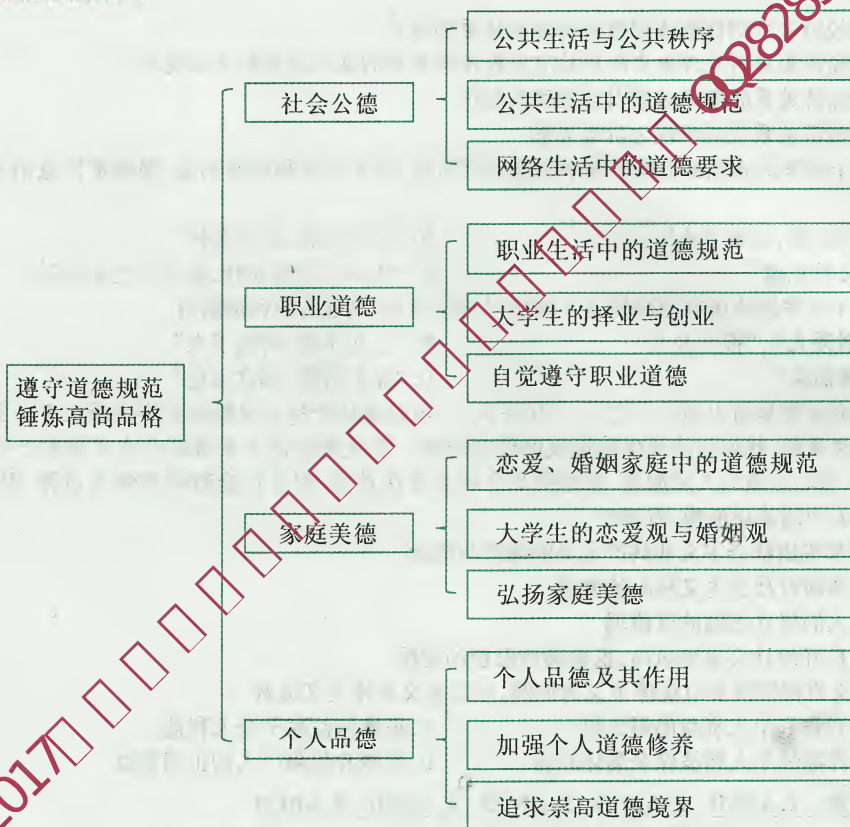 公共生活与公共秩序
社会公德
公共生活中的道德规范
网络生活中的道德要求
职业生活中的道德规范
职业道德
大学生的择业与创业
自觉遵守职业道德
遵守道德规范
锤炼高尚品格
恋爱、婚姻家庭中的道德规范
家庭美德
大学生的恋爱观与婚姻观
弘扬家庭美德
个人品德及其作用
个人品德
加强个人道德修养
追求崇高道德境界